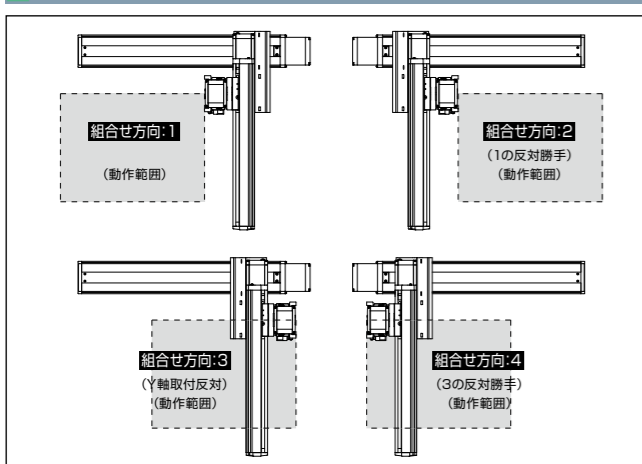 組合せ方向:1
(動作範囲)
組合せ方向:2
(1の反対勝手)
(動作範囲)
組合せ方向:3
(Y軸取付反対)
(動作範囲)
組合せ方向:4
(3の反対勝手)
(動作範囲)